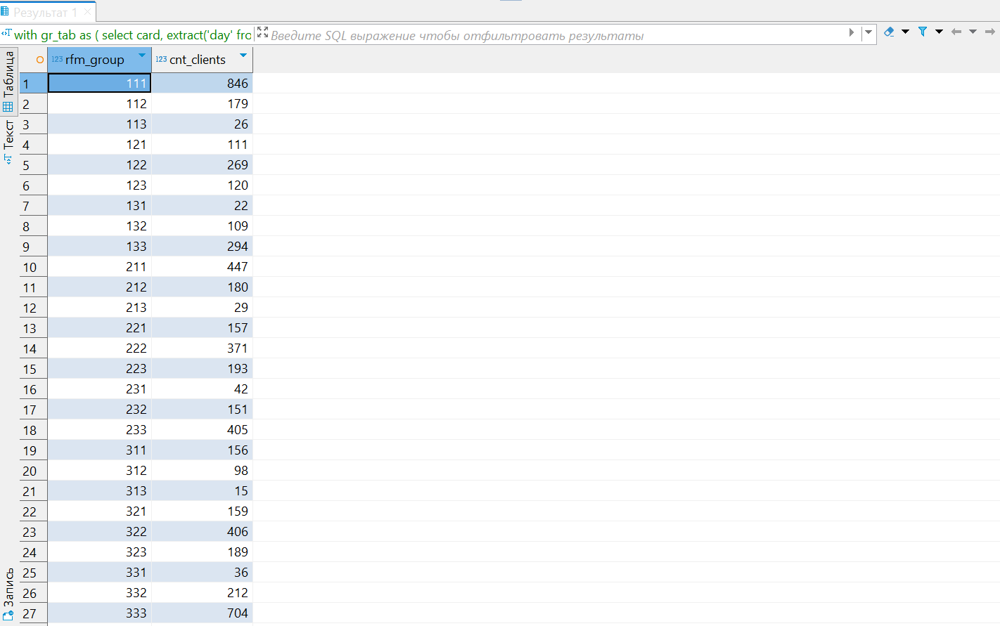 Результат 1
with gr_tab as ( select card, extract('day' fro
Введите SQL выражение чтобы отфильтровать результаты
Таблица
Текст
Запись
123 rfm_group 123 cnt_clients
1 111 846
2 112 179
3 113 26
4 121 111
5 122 269
6 123 120
7 131 22
8 132 109
9 133 294
10 211 447
11 212 180
12 213 29
13 221 157
14 222 371
15 223 193
16 231 42
17 232 151
18 233 405
19 311 156
20 312 98
21 313 15
22 321 159
23 322 406
24 323 189
25 331 36
26 332 212
27 333 704